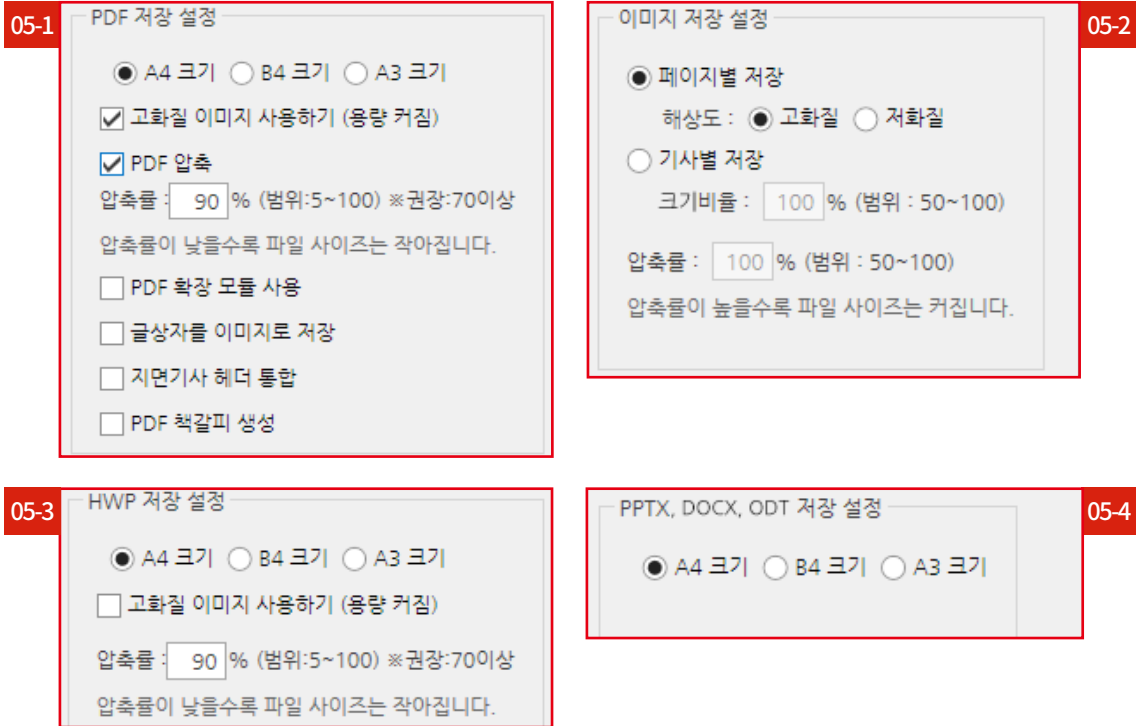 05-1
PDF 저장 설정
A4 크기 B4 크기 A3 크기
고화질 이미지 사용하기 (용량 커짐)
PDF 압축
압축률 : 90 % (범위:5~100) ※권장:70이상
압축률이 낮을수록 파일 사이즈는 작아집니다.
PDF 확장 모듈 사용
글상자를 이미지로 저장
지면기사 헤더 통합
PDF 책갈피 생성
05-2
이미지 저장 설정
페이지별 저장
해상도 : 고화질 저화질
기사별 저장
크기비율 : 100 % (범위 : 50~100)
압축률 : 100 % (범위 : 50~100)
압축률이 높을수록 파일 사이즈는 커집니다.
05-3
HWP 저장 설정
A4 크기 B4 크기 A3 크기
고화질 이미지 사용하기 (용량 커짐)
압축률 : 90 % (범위:5~100) ※권장:70이상
압축률이 낮을수록 파일 사이즈는 작아집니다.
05-4
PPTX, DOCX, ODT 저장 설정
A4 크기 B4 크기 A3 크기